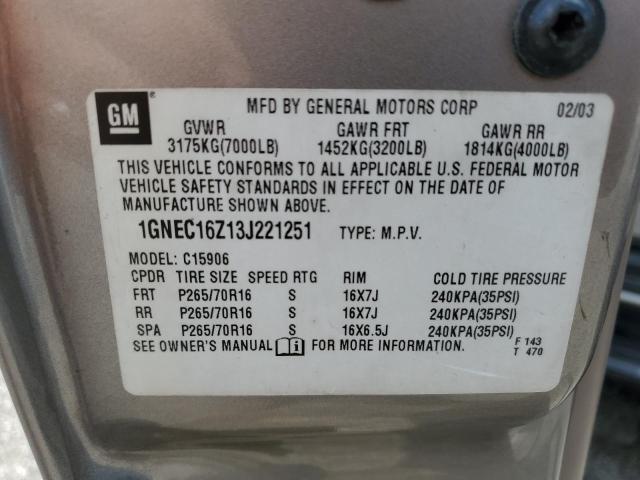 GM ®
MFD BY GENERAL MOTORS CORP 02/03
GVWR GAWR FRT GAWR RR
3175KG(7000LB) 1452KG(3200LB) 1814KG(4000LB)
THIS VEHICLE CONFORMS TO ALL APPLICABLE U.S. FEDERAL MOTOR
VEHICLE SAFETY STANDARDS IN EFFECT ON THE DATE OF
MANUFACTURE SHOWN ABOVE.
1GNEC16Z13J221251 TYPE: M.P.V.
MODEL: C15906
CPDR TIRE SIZE SPEED RTG RIM COLD TIRE PRESSURE
FRT P265/70R16 S 16X7J 240KPA(35PSI)
RR P265/70R16 S 16X7J 240KPA(35PSI)
SPA P265/70R16 S 16X6.5J 240KPA(35PSI)
SEE OWNER'S MANUAL i FOR MORE INFORMATION. F 143
T 470